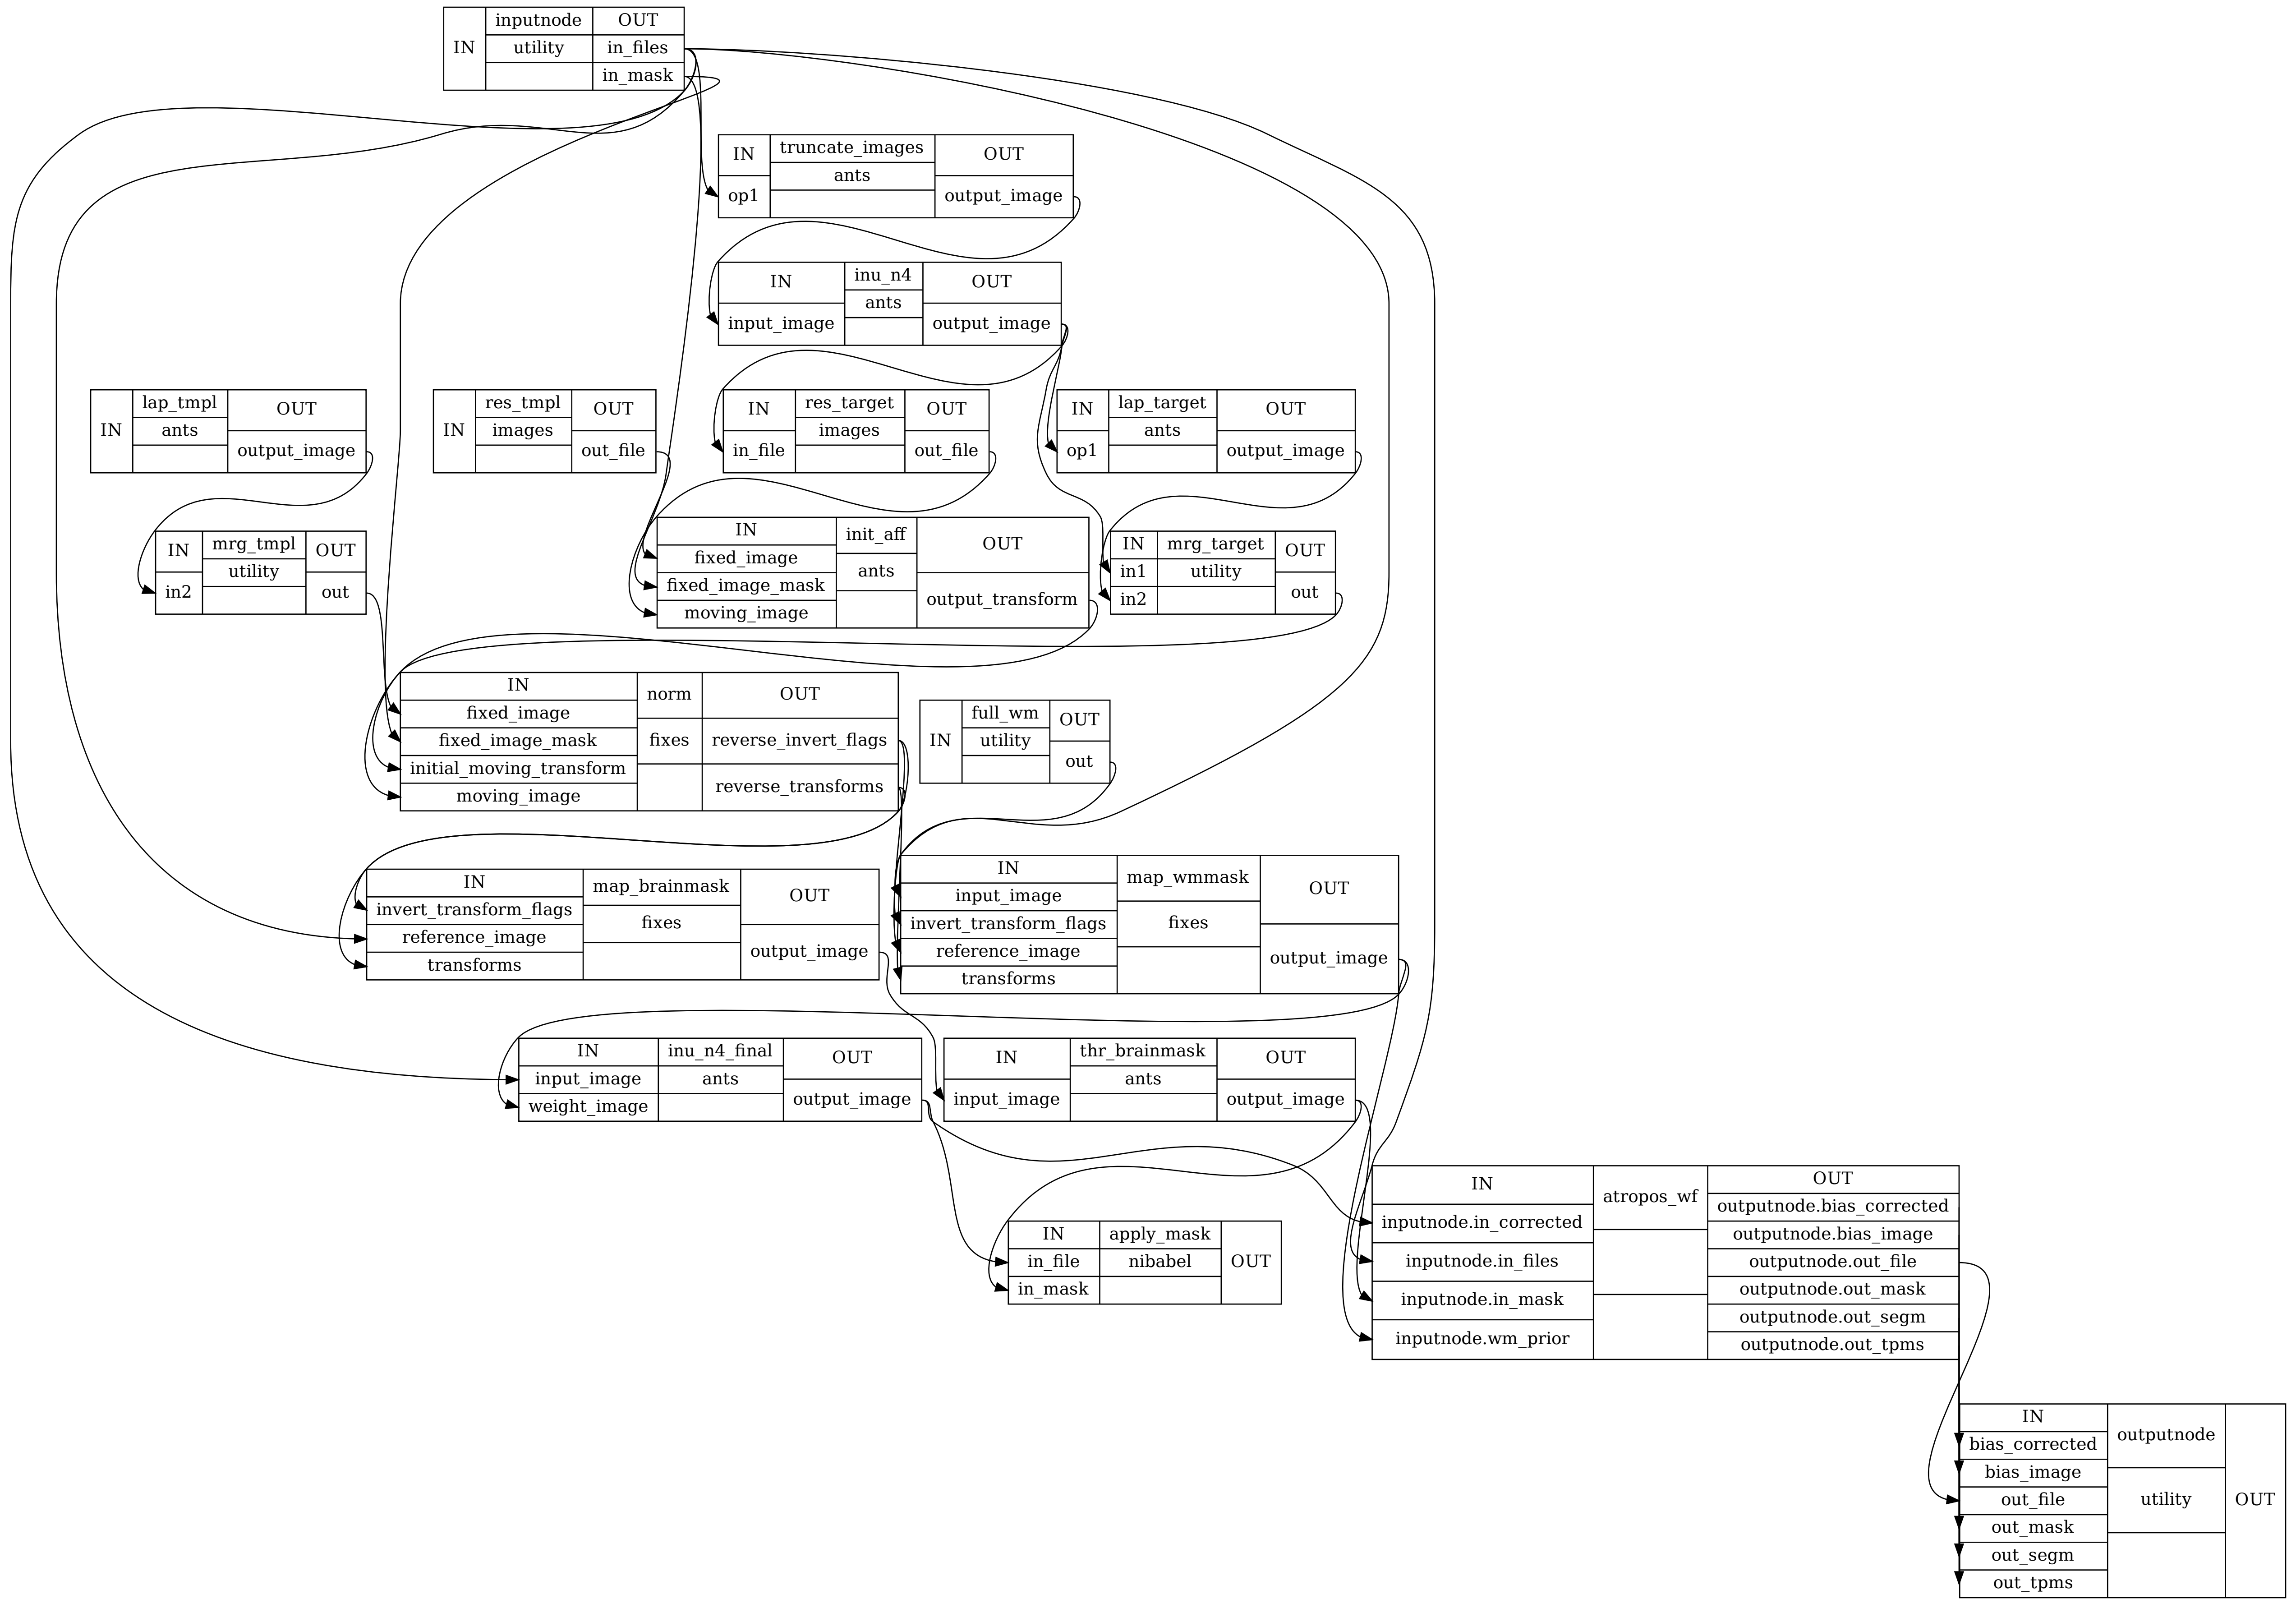 IN
inputnode
utility
OUT
in_files
in_mask
IN
op1
truncate_images
ants
OUT
output_image
IN
input_image
inu_n4
ants
OUT
output_image
IN
lap_tmpl
ants
OUT
output_image
IN
res_tmpl
images
OUT
out_file
IN
in_file
res_target
images
OUT
out_file
IN
op1
lap_target
ants
OUT
output_image
IN
in2
mrg_tmpl
utility
OUT
out
IN
fixed_image
fixed_image_mask
moving_image
init_aff
ants
OUT
output_transform
IN
in1
in2
mrg_target
utility
OUT
out
IN
fixed_image
fixed_image_mask
initial_moving_transform
moving_image
norm
fixes
OUT
reverse_invert_flags
reverse_transforms
IN
full_wm
utility
OUT
out
IN
invert_transform_flags
reference_image
transforms
map_brainmask
fixes
OUT
output_image
IN
input_image
invert_transform_flags
reference_image
transforms
map_wmmask
fixes
OUT
output_image
IN
input_image
weight_image
inu_n4_final
ants
OUT
output_image
IN
input_image
thr_brainmask
ants
OUT
output_image
IN
in_file
in_mask
apply_mask
nibabel
OUT
IN
inputnode.in_corrected
inputnode.in_files
inputnode.in_mask
inputnode.wm_prior
atropos_wf
OUT
outputnode.bias_corrected
outputnode.bias_image
outputnode.out_file
outputnode.out_mask
outputnode.out_segm
outputnode.out_tpms
IN
bias_corrected
bias_image
out_file
out_mask
out_segm
out_tpms
outputnode
utility
OUT